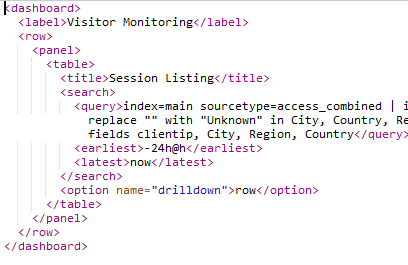 <dashboard>
<label>Visitor Monitoring</label>
<row>
<panel>
<table>
<title>Session Listing</title>
<search>
<query>index=main sourcetype=access_combined | i
replace "" with "Unknown" in City, Country, Re
fields clientip, City, Region, Country</query>
<earliest>-24h@h</earliest>
<latest>now</latest>
</search>
<option name="drilldown">row</option>
</table>
</panel>
</row>
</dashboard>